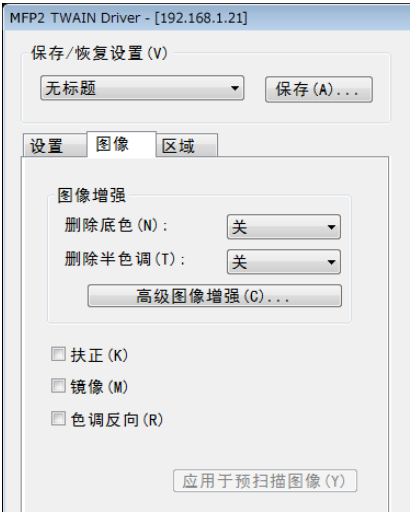 MFP2 TWAIN Driver - [192.168.1.21]
保存/恢复设置(V)
无标题 保存(A)...
设置 图像 区域
图像增强
删除底色(N): 关
删除半色调(T): 关
高级图像增强(C)...
扶正(K)
镜像(M)
色调反向(R)
应用于预扫描图像(Y)